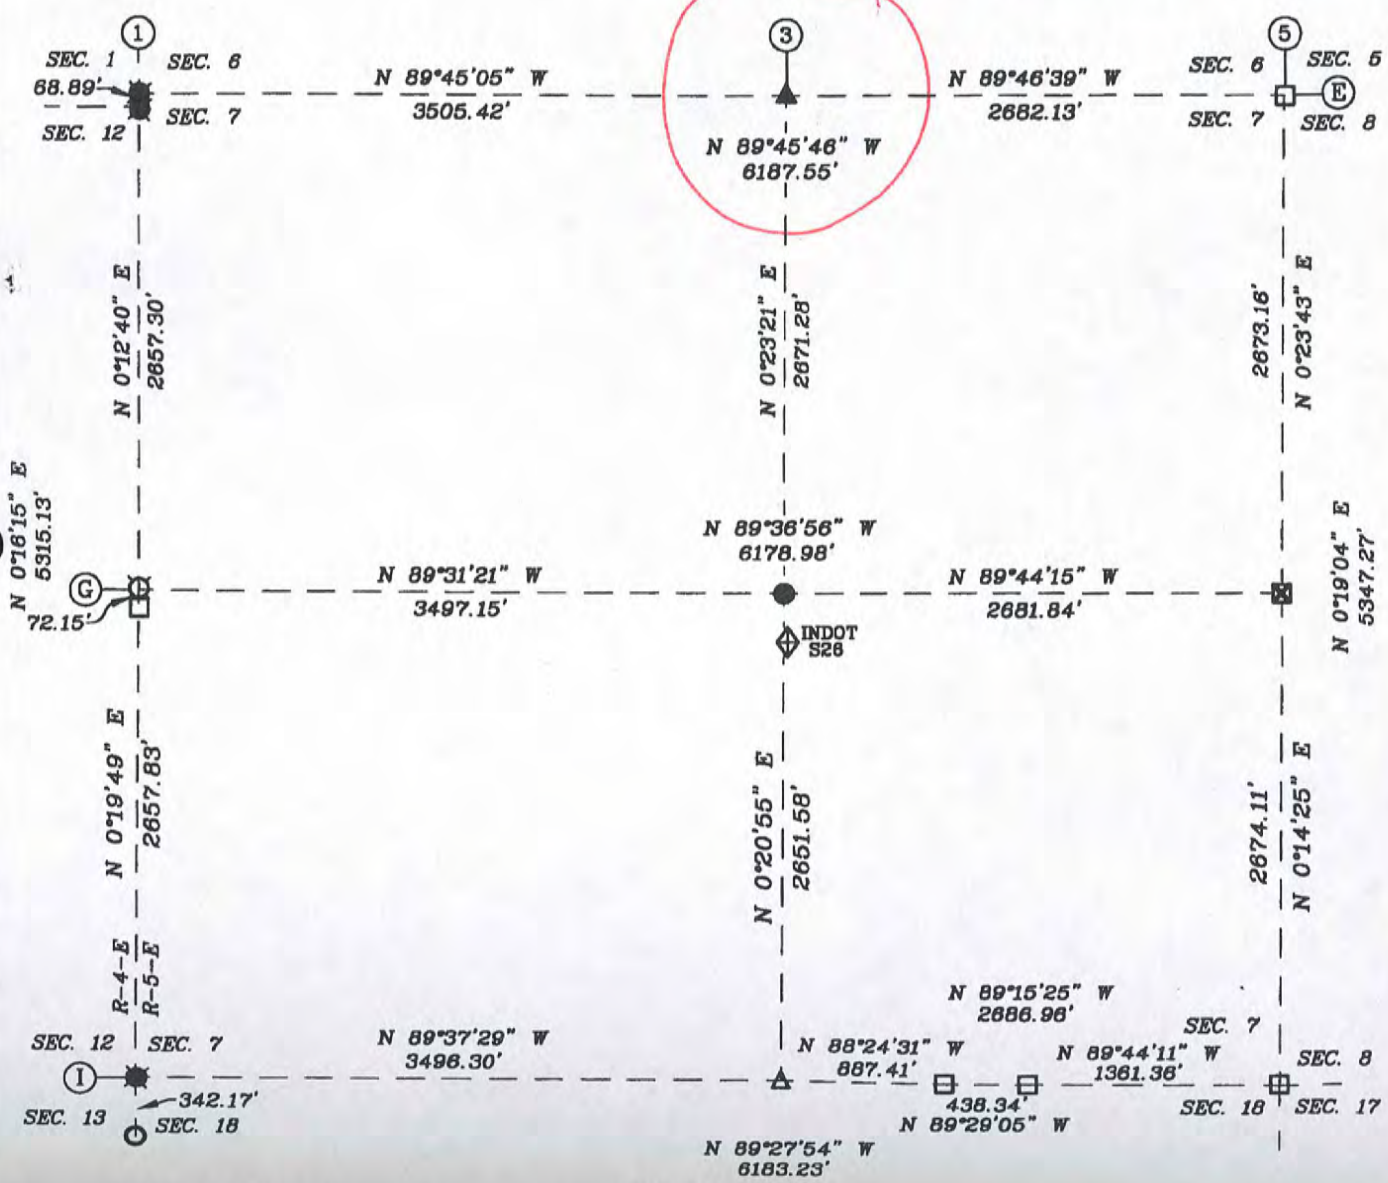 1
3
5
SEC. 1
SEC. 6
SEC. 6
SEC. 5
68.89'
N 89°45'05" W
3505.42'
N 89°46'39" W
2682.13'
E
SEC. 12
SEC. 7
SEC. 7
SEC. 8
N 89°45'46" W
6187.55'
N 0°12'40" E
2657.30'
N 0°23'21" E
2671.28'
2673.16'
N 0°23'43" E
N 0°16'15" E
5315.13'
N 0°19'04" E
5347.27'
N 89°36'56" W
6178.98'
G
N 89°31'21" W
3497.15'
N 89°44'15" W
2681.84'
72.15'
INDOT
S26
N 0°19'49" E
2657.83'
N 0°20'55" E
2651.58'
2674.11'
N 0°14'25" E
R-4-E
R-5-E
N 89°15'25" W
2686.96'
SEC. 12
SEC. 7
N 89°37'29" W
3496.30'
N 88°24'31" W
887.41'
N 89°44'11" W
1361.36'
SEC. 7
SEC. 8
I
342.17'
438.34'
N 89°29'05" W
SEC. 13
SEC. 18
SEC. 18
SEC. 17
N 89°27'54" W
6183.23'